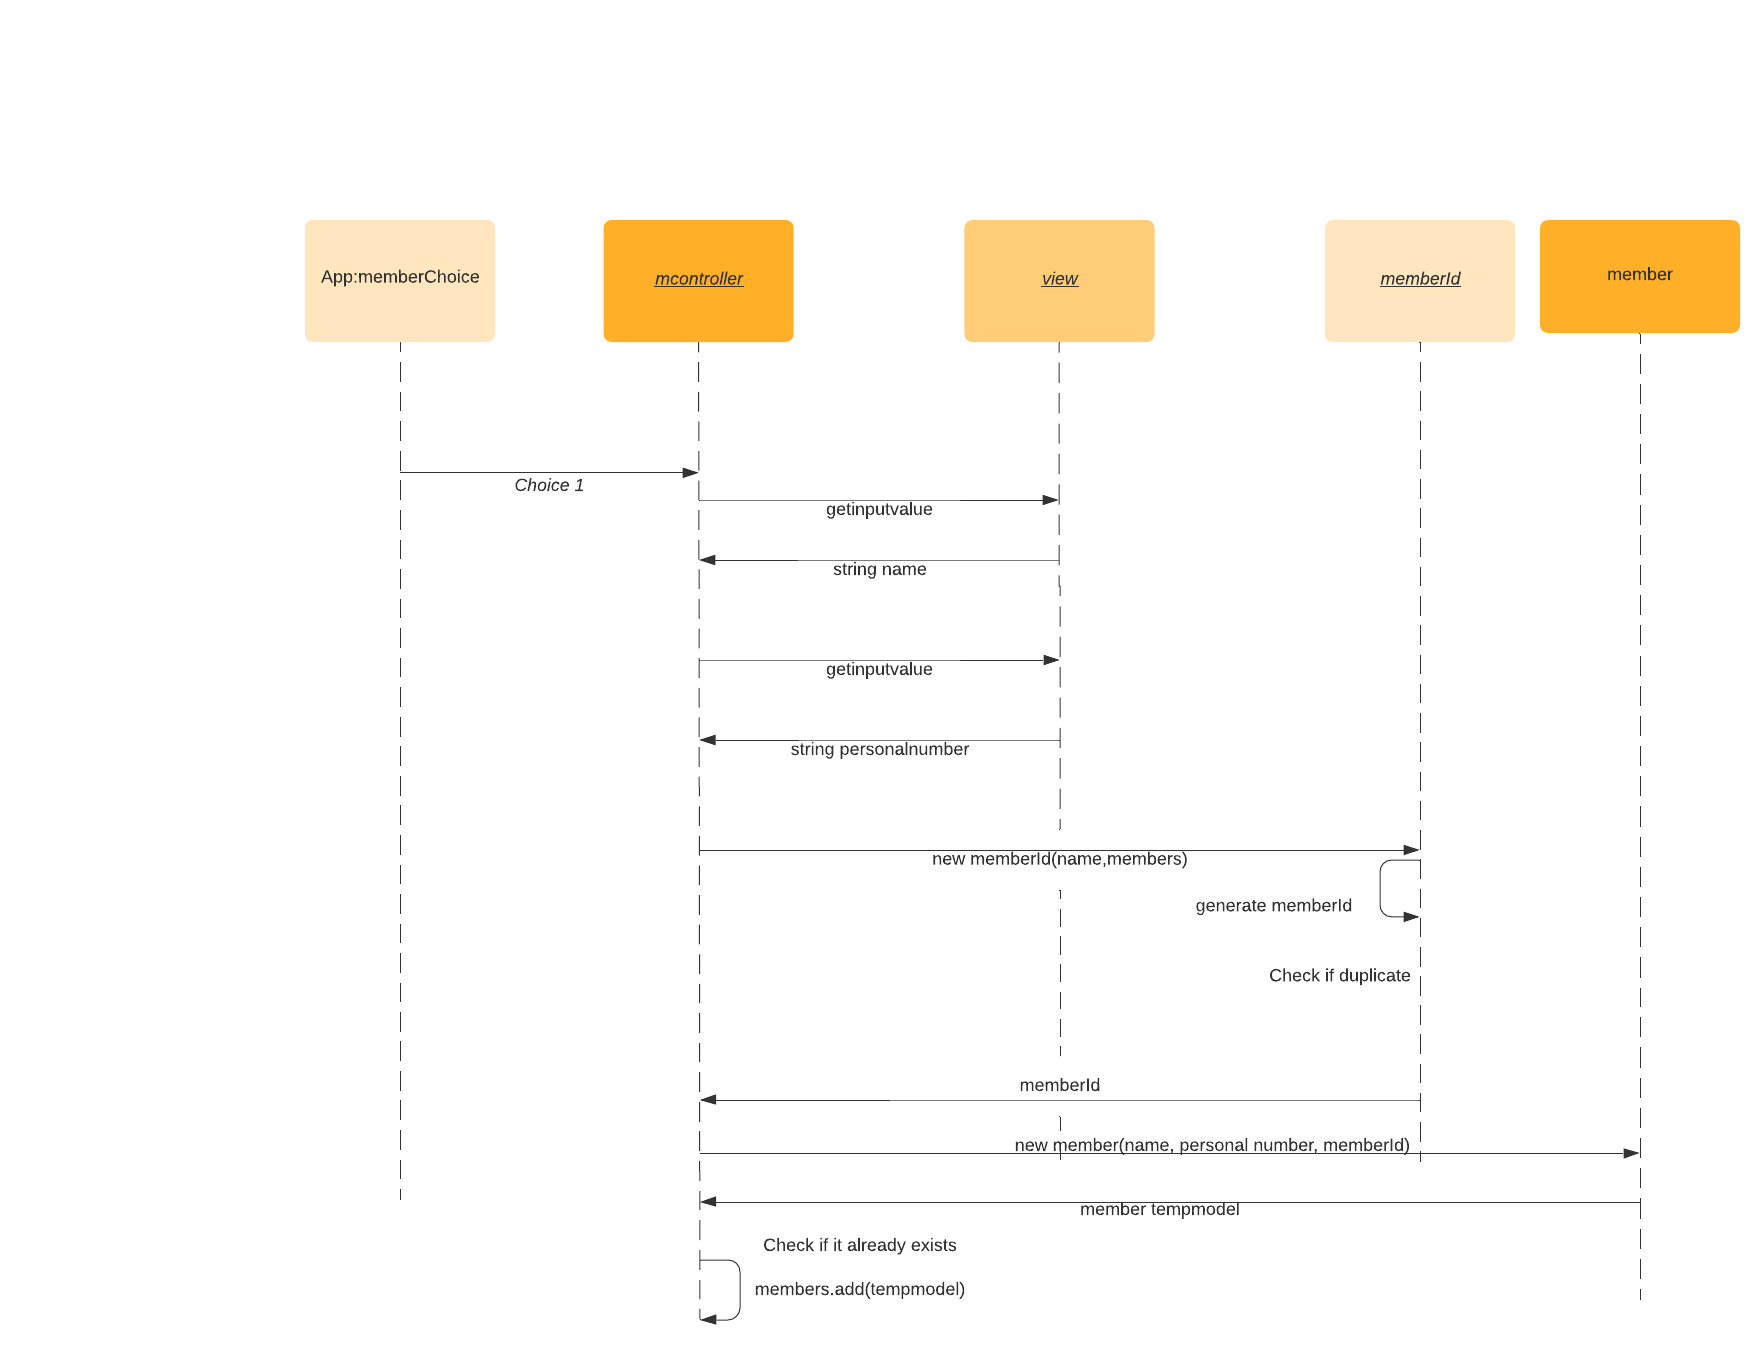 App:memberChoice
mcontroller
view
memberId
member
Choice 1
getinputvalue
string name
getinputvalue
string personalnumber
new memberId(name,members)
generate memberId
Check if duplicate
memberId
new member(name, personal number, memberId)
member tempmodel
Check if it already exists
members.add(tempmodel)